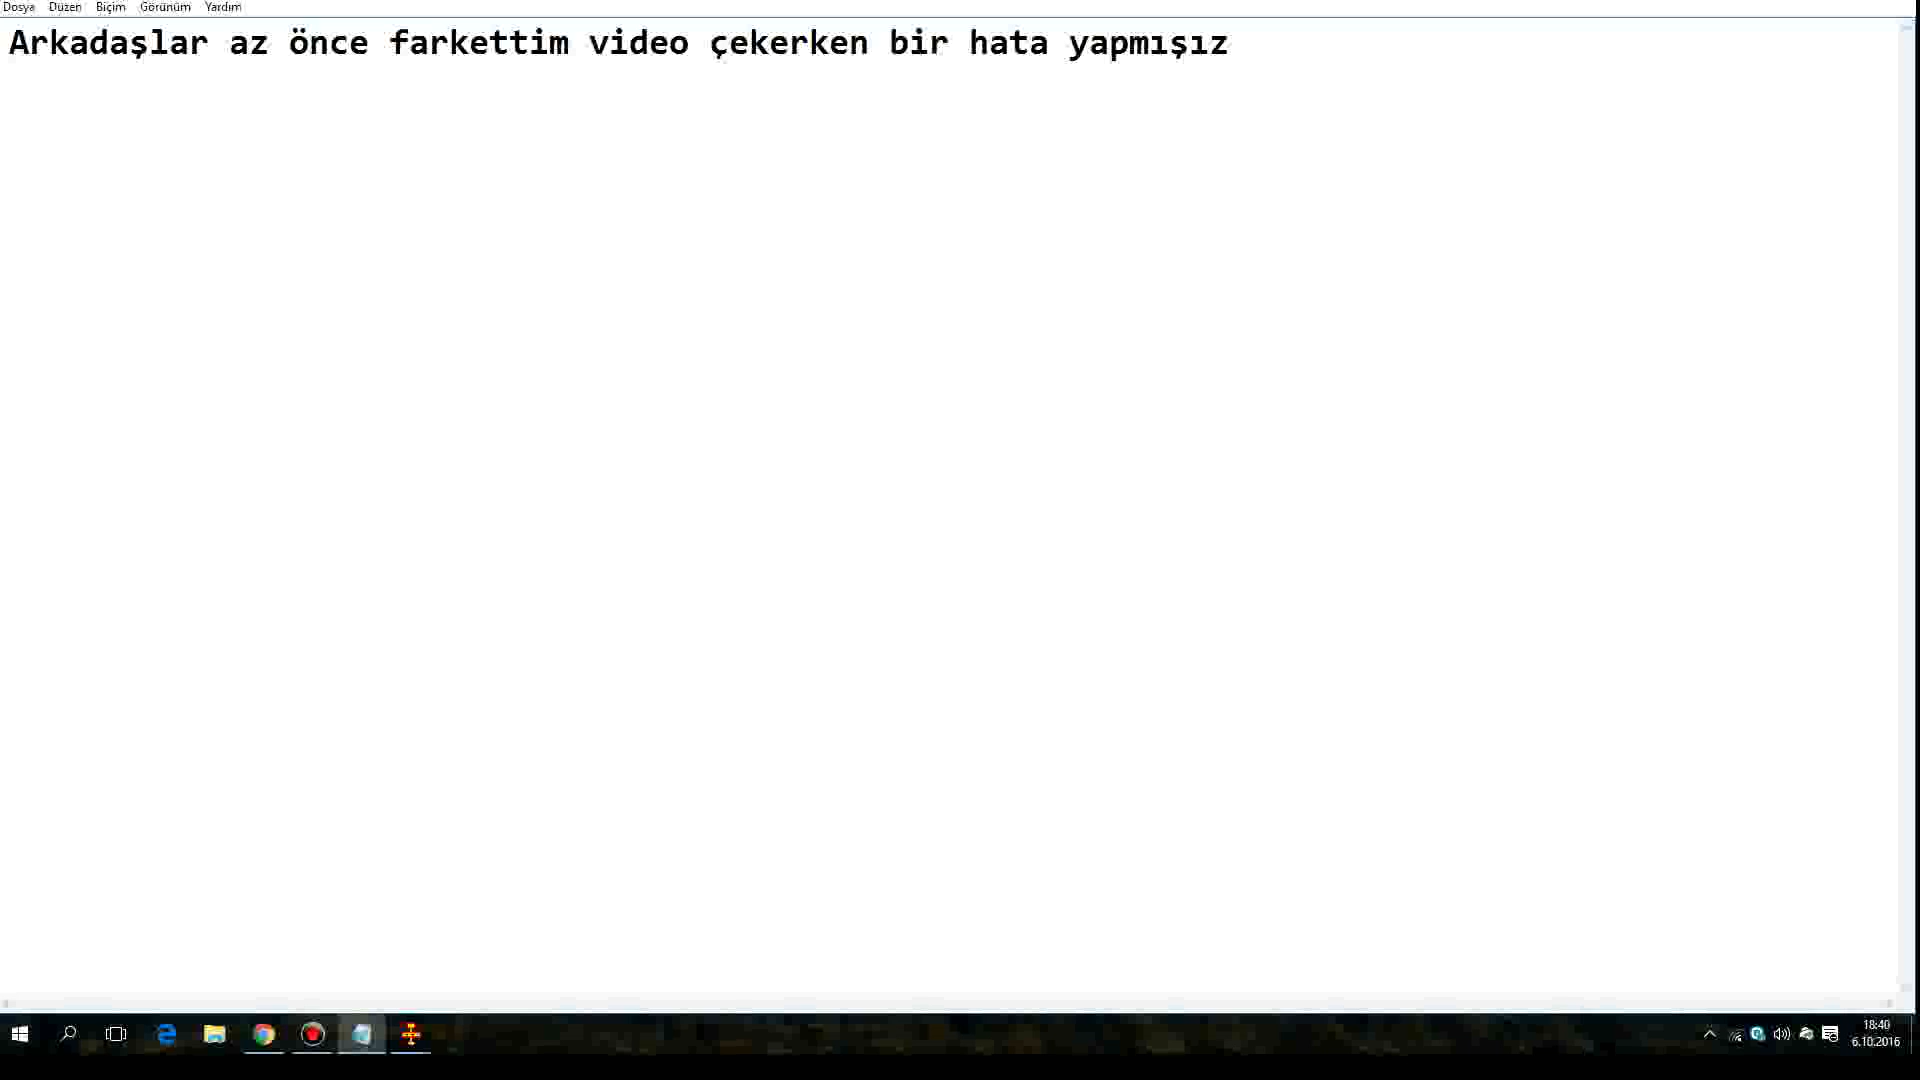 Dosya Düzen Biçim Görünüm Yardım
Arkadaşlar az önce farkettim video çekerken bir hata yapmışız
18:40
6.10.2016